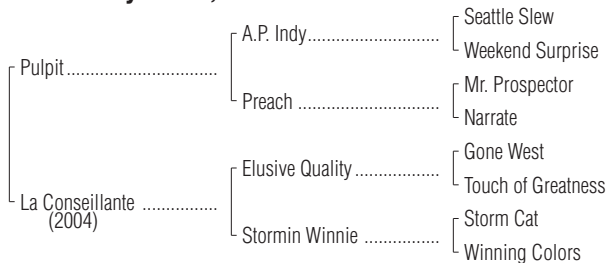 Pulpit
A.P. Indy
Seattle Slew
Weekend Surprise
Preach
Mr. Prospector
Narrate
La Conseillante
(2004)
Elusive Quality
Gone West
Touch of Greatness
Stormin Winnie
Storm Cat
Winning Colors